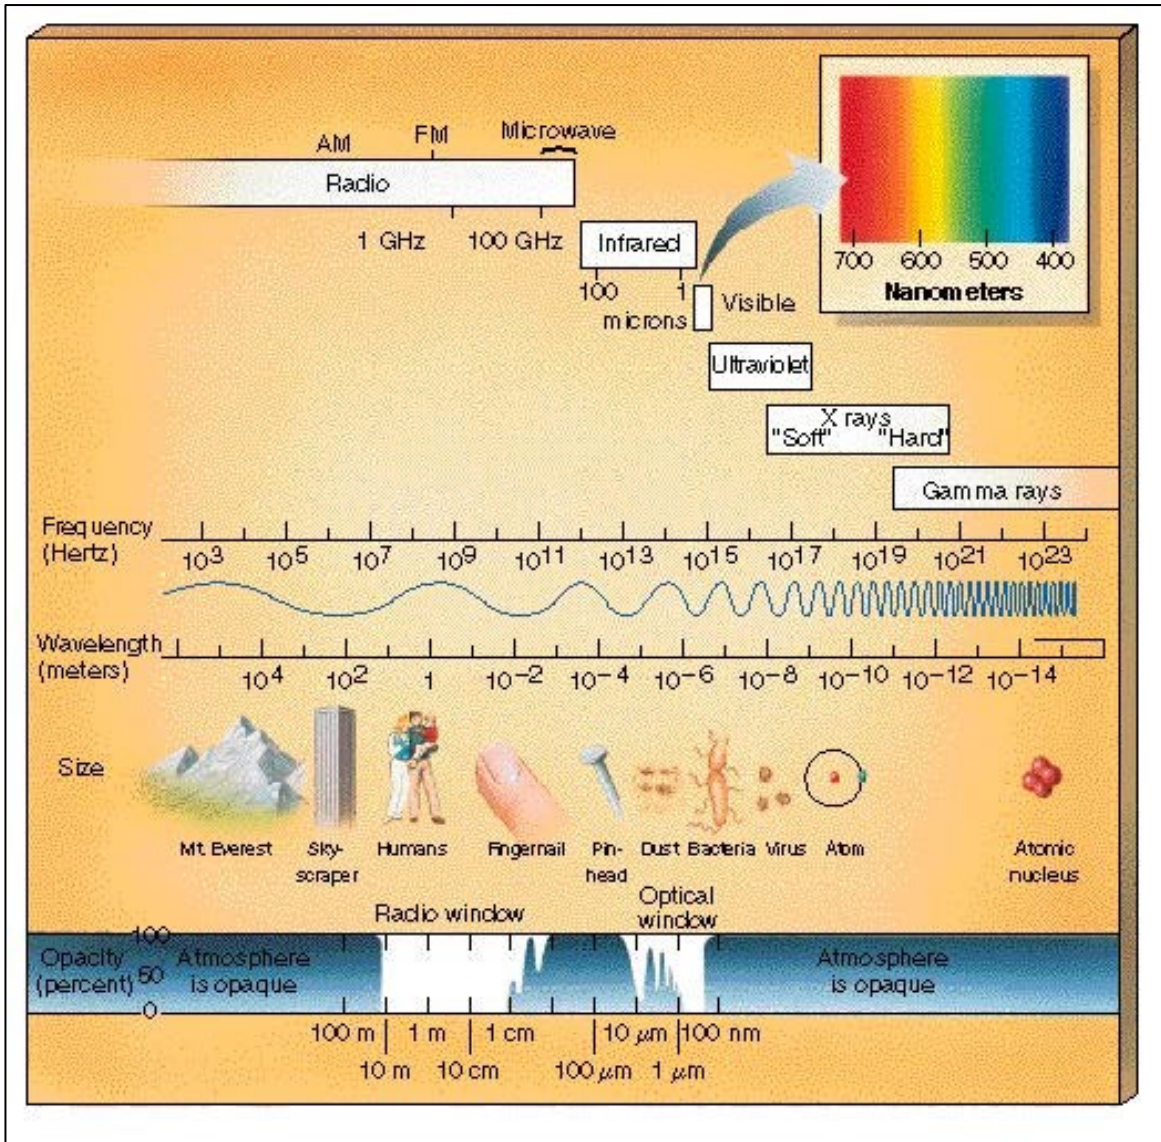 AM FM Microwave
Radio
1 GHz 100 GHz
Infrared
100 1
microns
Visible
700 600 500 400
Nanometers
Ultraviolet
X rays
"Soft" "Hard"
Gamma rays
Frequency
(Hertz)
10³ 10⁵ 10⁷ 10⁹ 10¹¹ 10¹³ 10¹⁵ 10¹⁷ 10¹⁹ 10²¹ 10²³
Wavelength
(meters)
10⁴ 10² 1 10⁻² 10⁻⁴ 10⁻⁶ 10⁻⁸ 10⁻¹⁰ 10⁻¹² 10⁻¹⁴
Size
Mt. Everest
Sky-
scraper
Humans
Fingernail
Pin-
head
Dust
Bacteria
Virus
Atom
Atomic
nucleus
Radio window
Optical
window
Opacity
(percent)
100
50
0
Atmosphere
is opaque
Atmosphere
is opaque
100 m 1 m 1 cm 10 μm 100 nm
10 m 10 cm 100 μm 1 μm